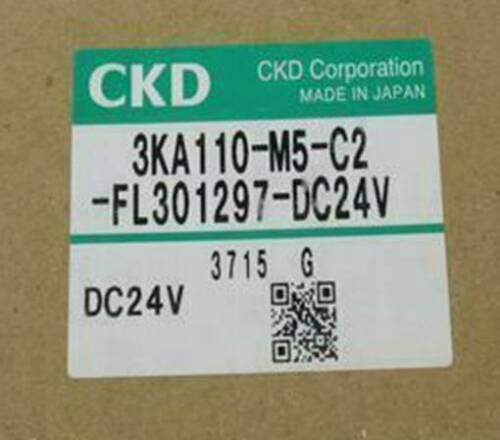 CKD
CKD Corporation
MADE IN JAPAN
3KA110-M5-C2
-FL301297-DC24V
3715 G
DC24V